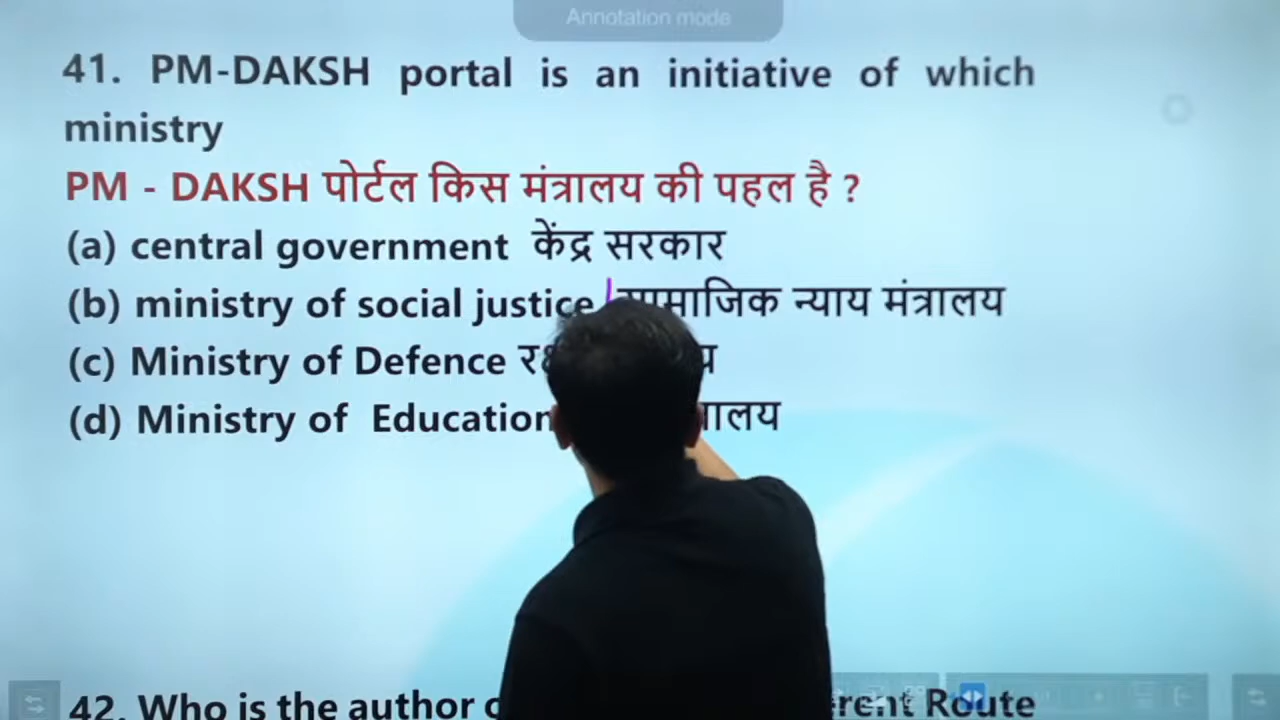 Annotation mode
41. PM-DAKSH portal is an initiative of which
ministry
PM - DAKSH पोर्टल किस मंत्रालय की पहल है ?
(a) central government केंद्र सरकार
(b) ministry of social justice सामाजिक न्याय मंत्रालय
(c) Ministry of Defence
(d) Ministry of Education
42. Who is the author Route